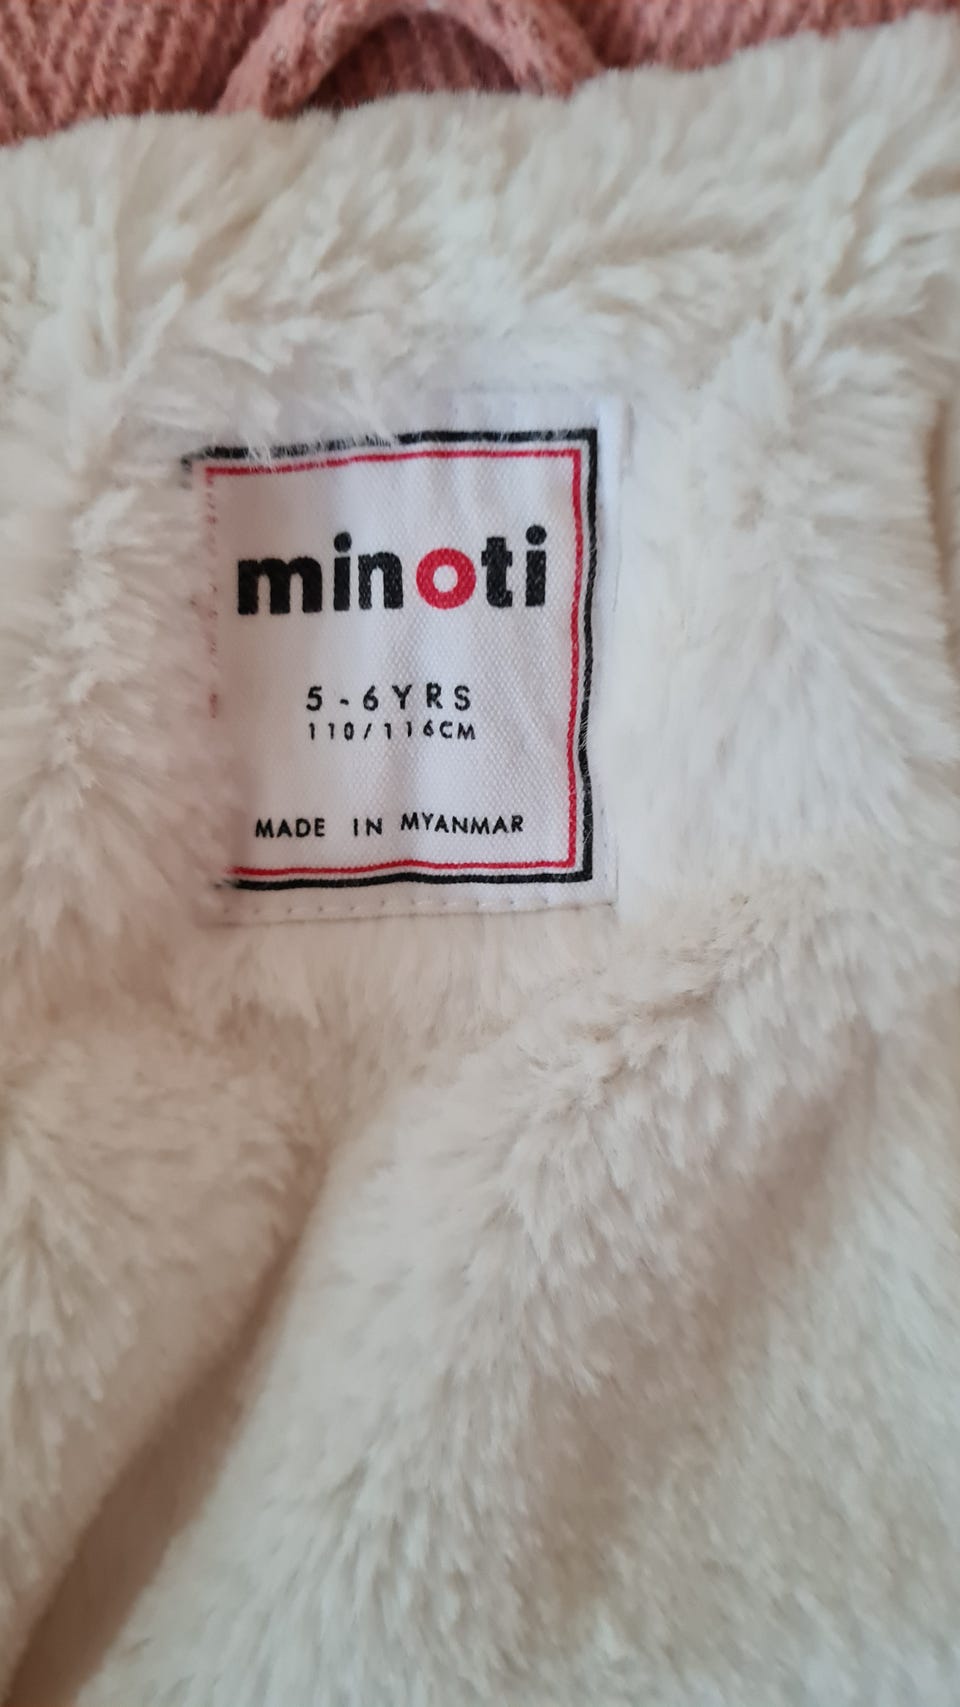 minoti
5-6YRS
110/116CM
MADE IN MYANMAR